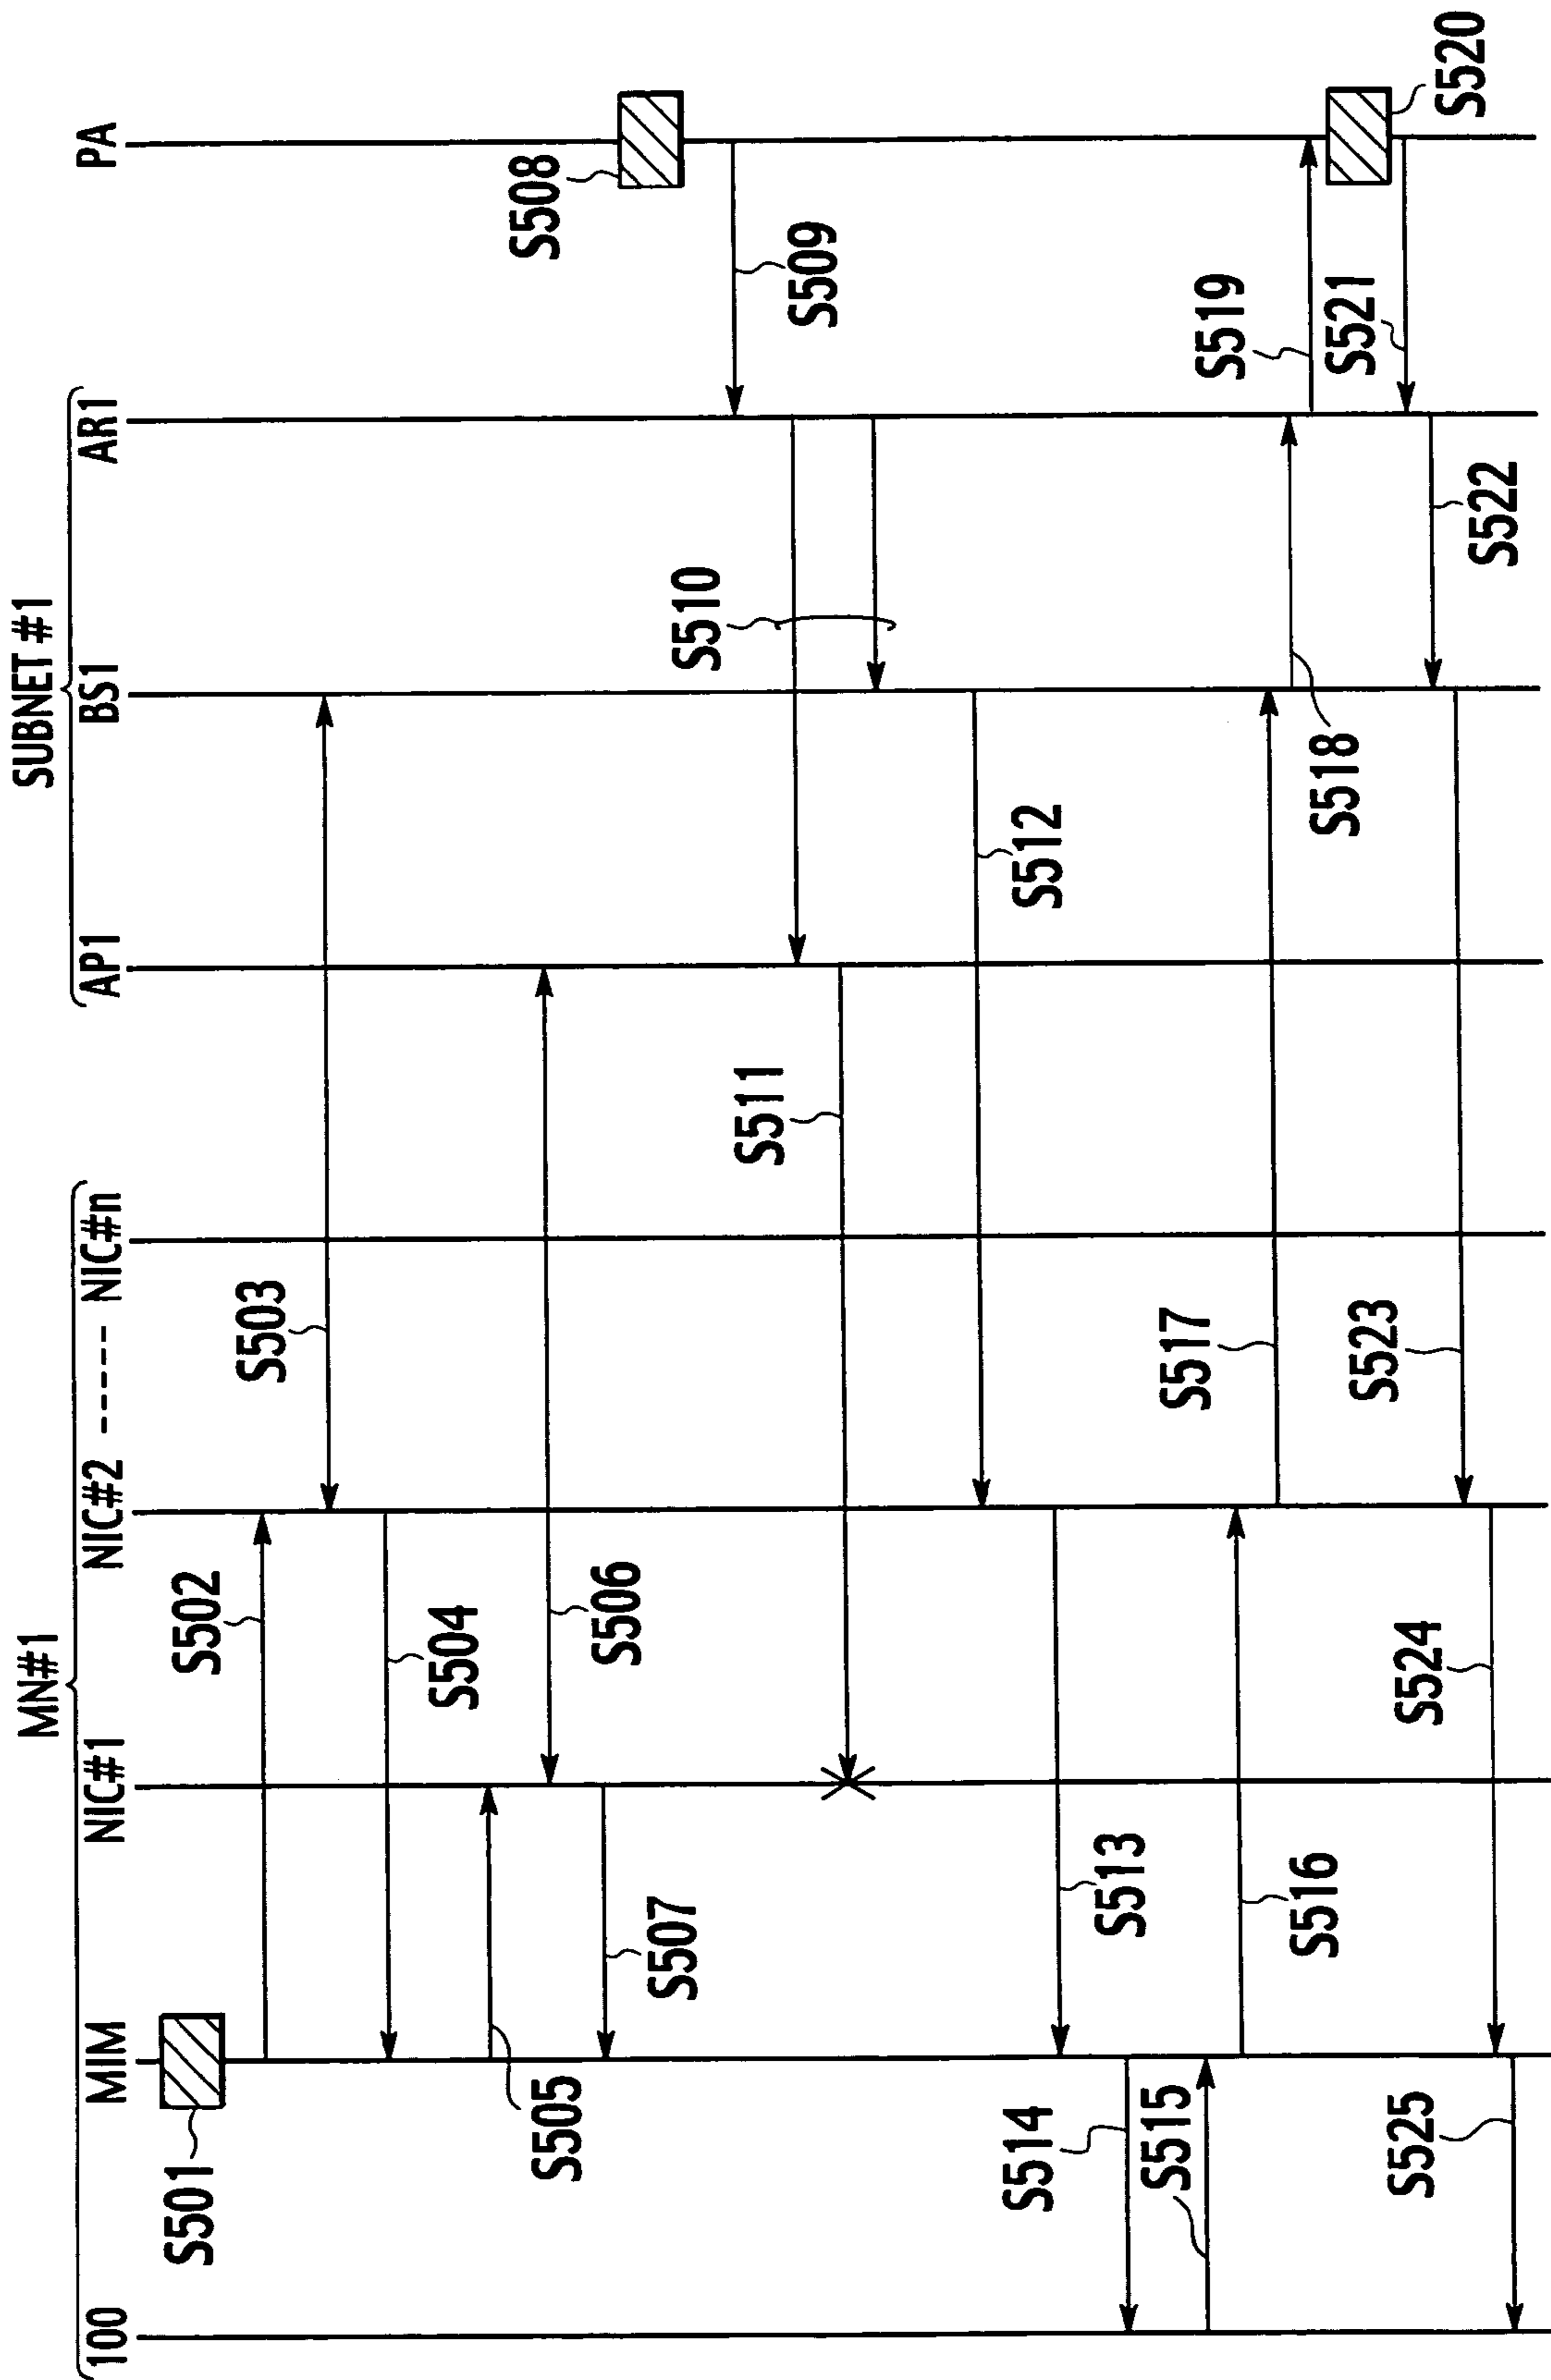 MN#1
SUBNET #1
100
MIM
NIC#1
NIC#2 ----- NIC#n
AP1
BS1
AR1
PA
S501
S502
S503
S504
S505
S506
S507
S508
S509
S510
S511
S512
S513
S514
S515
S516
S517
S518
S519
S520
S521
S522
S523
S524
S525